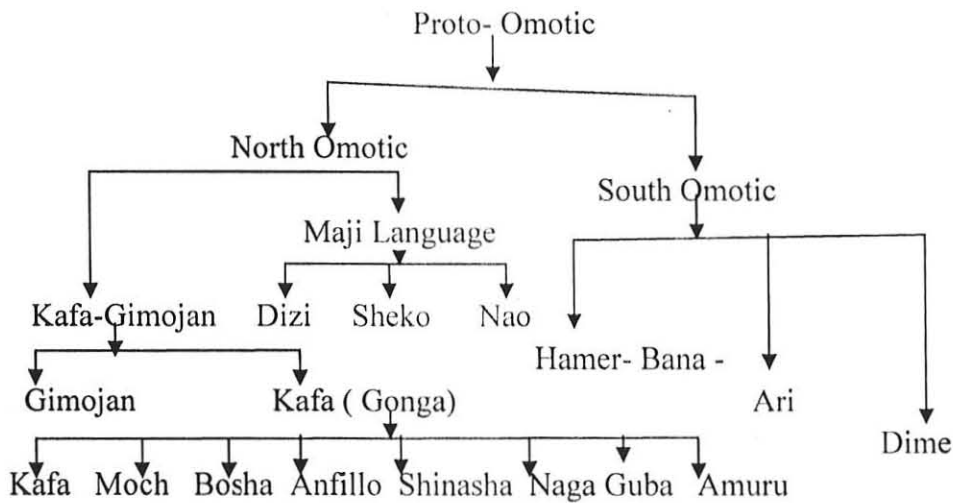 Proto- Omotic
North Omotic
South Omotic
Maji Language
Kafa-Gimojan Dizi Sheko Nao
Hamer- Bana -
Gimojan Kafa ( Gonga) Ari
Dime
Kafa Moch Bosha Anfillo Shinasha Naga Guba Amuru